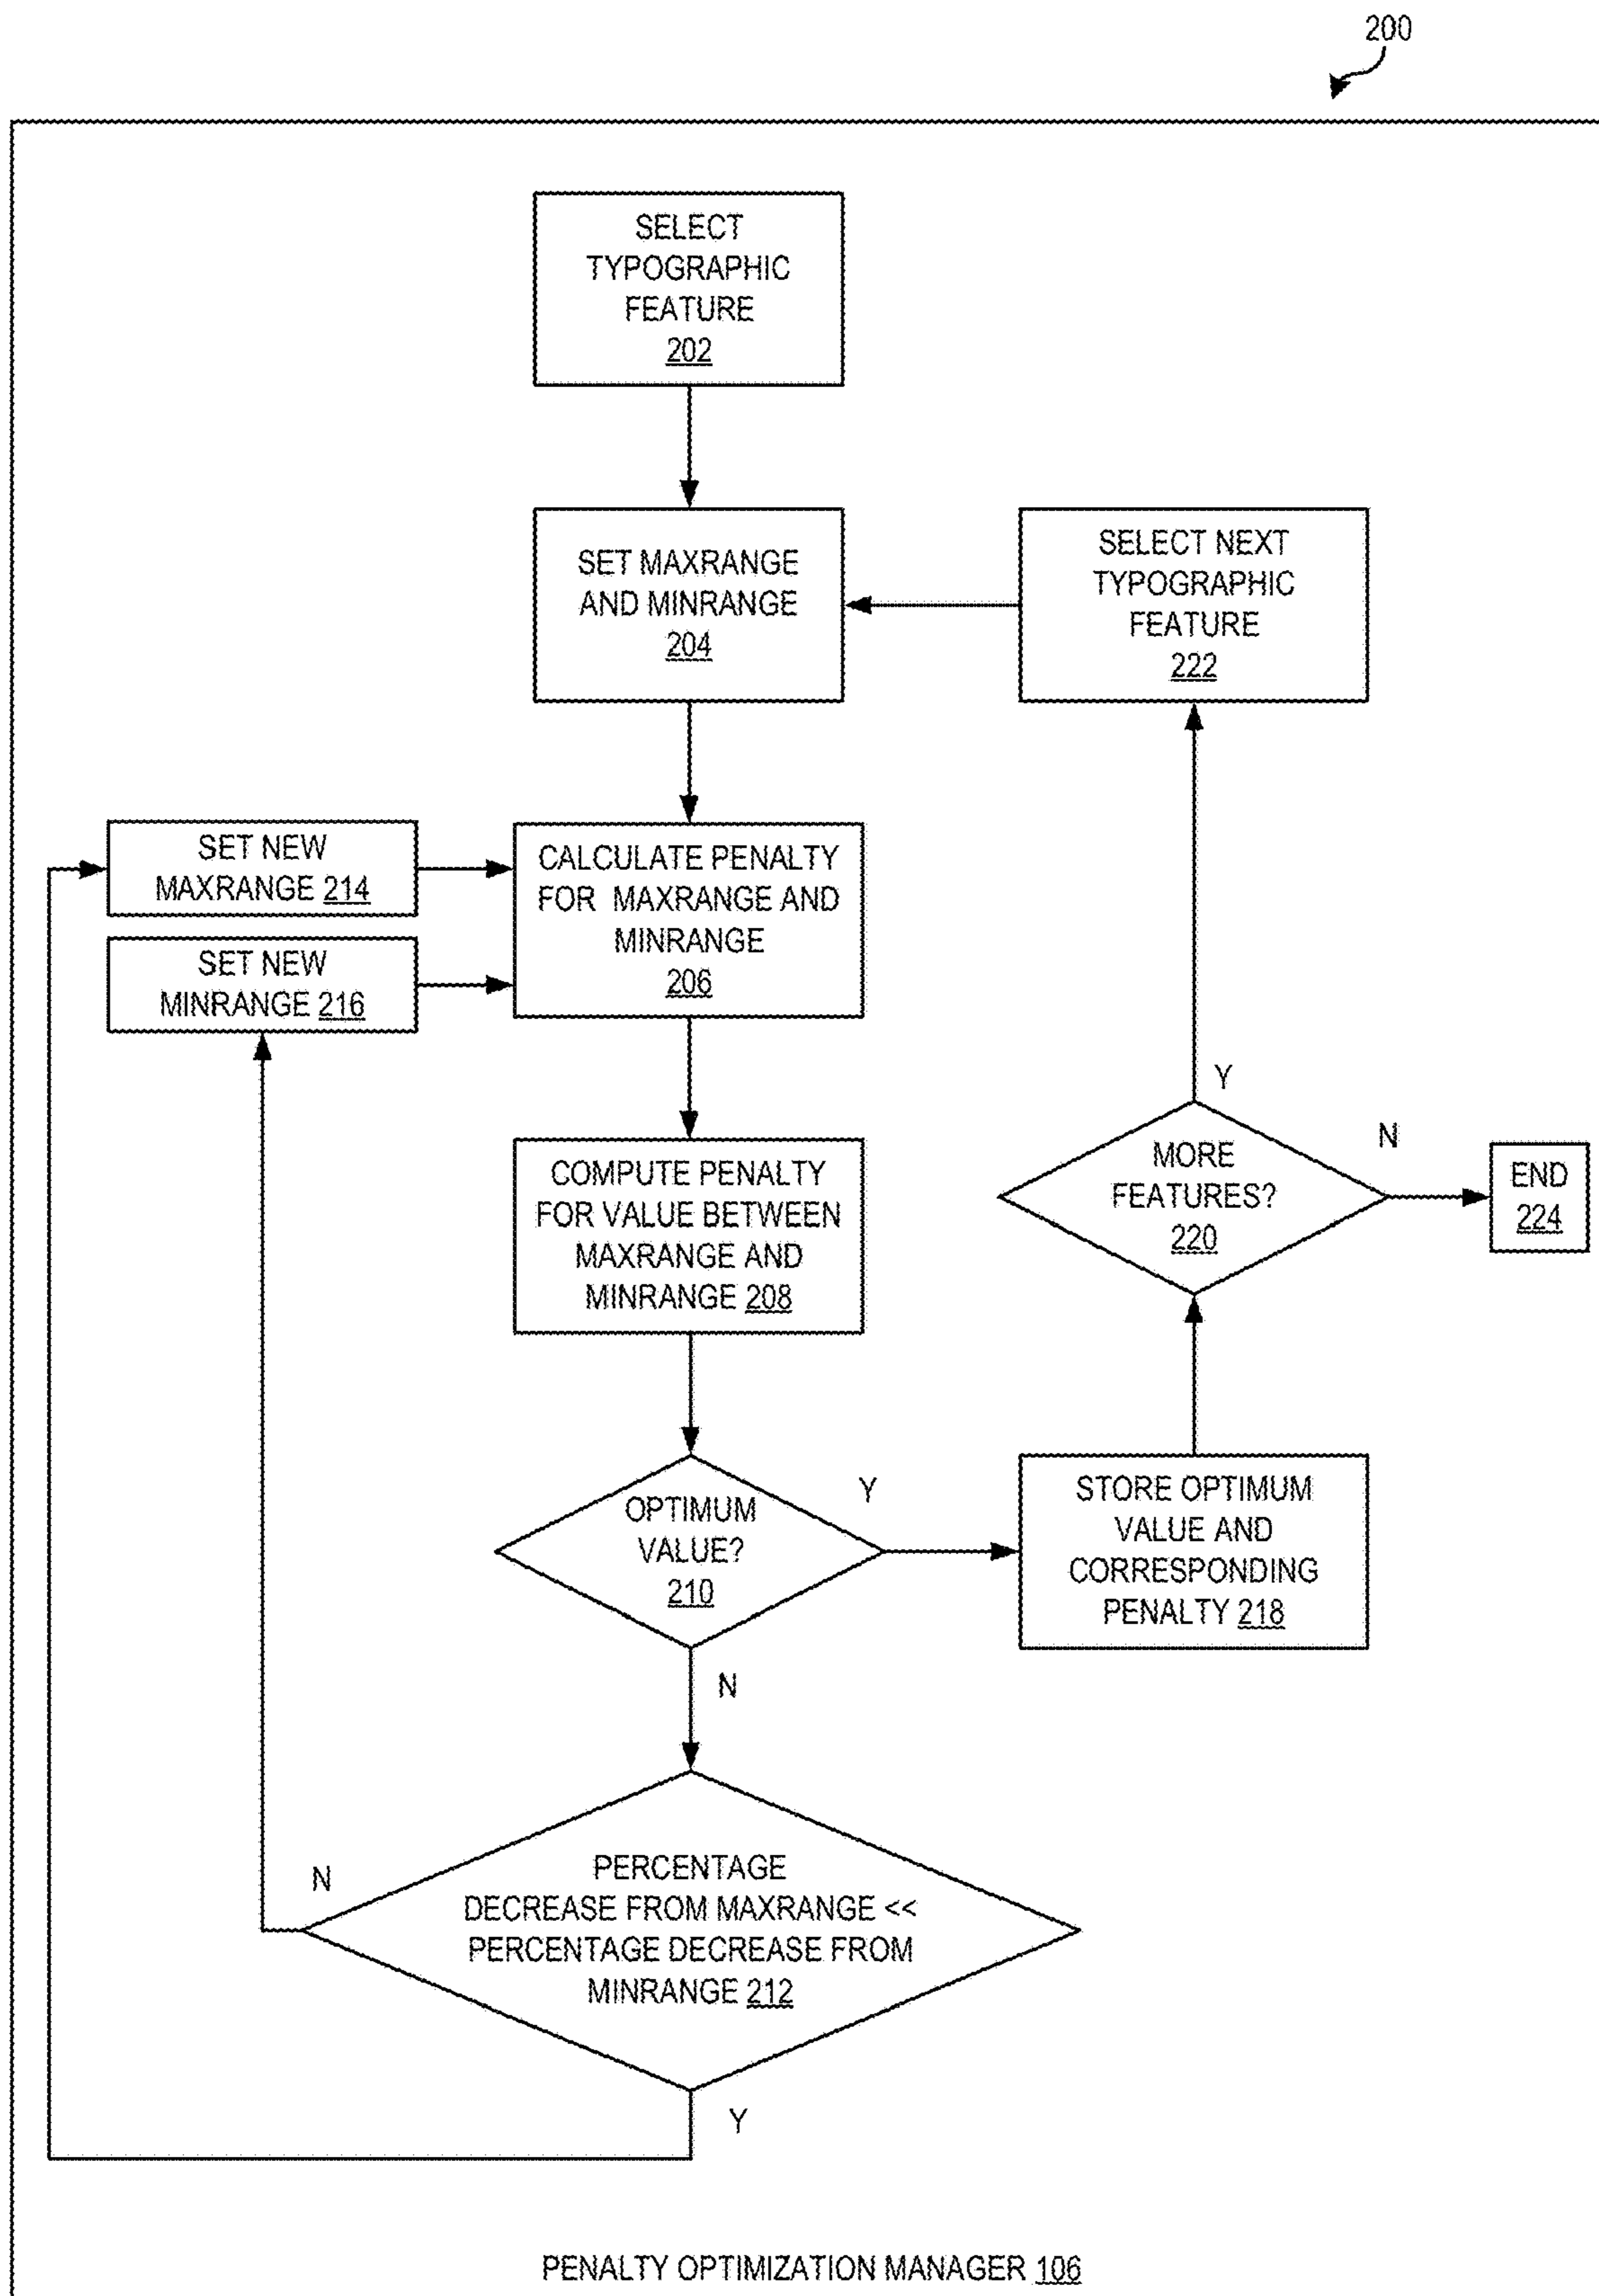 200
SELECT
TYPOGRAPHIC
FEATURE
202
SET MAXRANGE
AND MINRANGE
204
SELECT NEXT
TYPOGRAPHIC
FEATURE
222
SET NEW
MAXRANGE 214
SET NEW
MINRANGE 216
CALCULATE PENALTY
FOR MAXRANGE AND
MINRANGE
206
COMPUTE PENALTY
FOR VALUE BETWEEN
MAXRANGE AND
MINRANGE 208
Y
MORE
FEATURES?
220
N
END
224
OPTIMUM
VALUE?
210
Y
STORE OPTIMUM
VALUE AND
CORRESPONDING
PENALTY 218
N
N
PERCENTAGE
DECREASE FROM MAXRANGE <<
PERCENTAGE DECREASE FROM
MINRANGE 212
Y
PENALTY OPTIMIZATION MANAGER 106